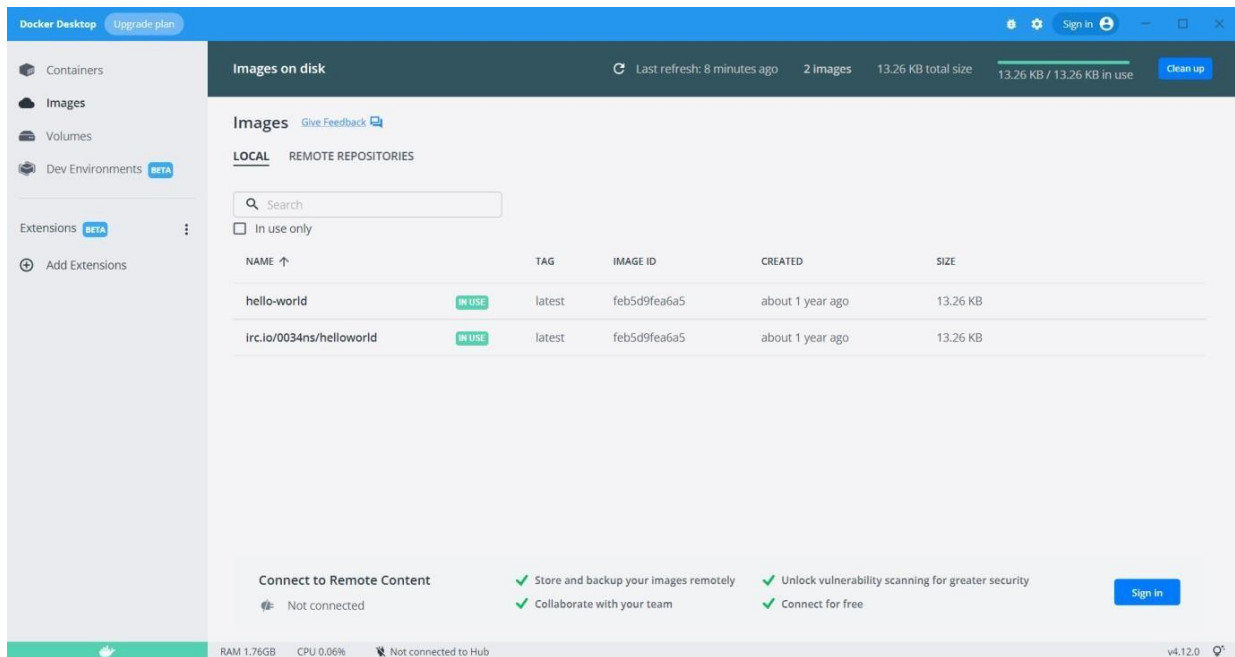 Docker Desktop Upgrade plan Sign in
Containers
Images
Volumes
Dev Environments BETA
Extensions BETA
Add Extensions
Images on disk Last refresh: 8 minutes ago 2 images 13.26 KB total size 13.26 KB / 13.26 KB in use Clean up
Images Give Feedback
LOCAL REMOTE REPOSITORIES
Search
In use only
NAME TAG IMAGE ID CREATED SIZE
hello-world IN USE latest feb5d9fea6a5 about 1 year ago 13.26 KB
irc.io/0034ns/helloworld IN USE latest feb5d9fea6a5 about 1 year ago 13.26 KB
Connect to Remote Content
Not connected
Store and backup your images remotely
Collaborate with your team
Unlock vulnerability scanning for greater security
Connect for free
Sign in
RAM 1.76GB CPU 0.06% Not connected to Hub v4.12.0